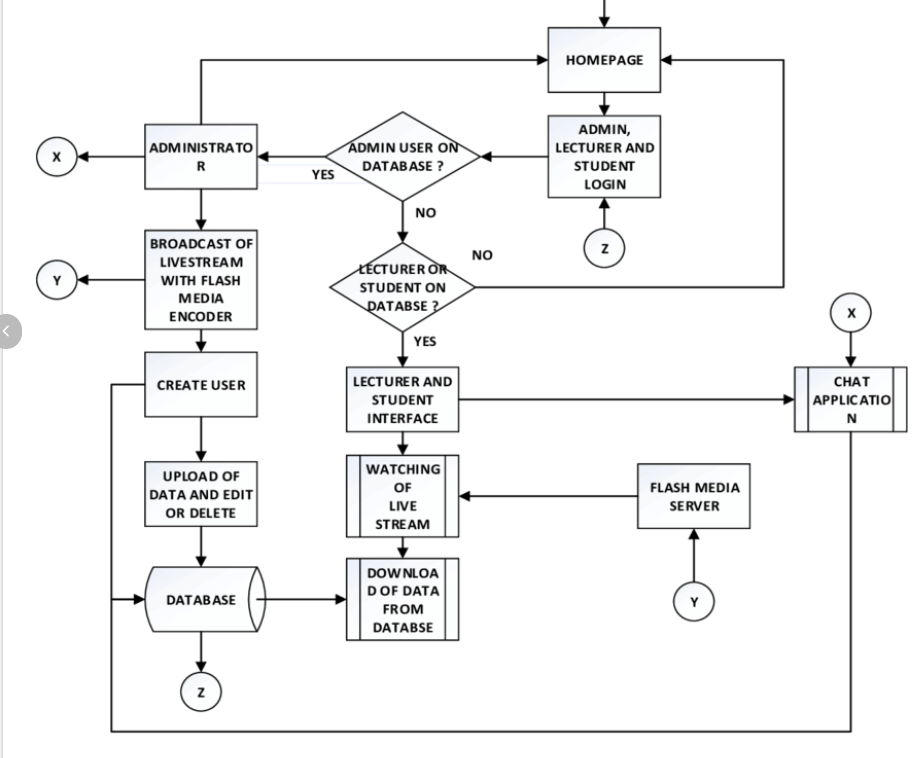 HOMEPAGE
ADMIN,
LECTURER AND
STUDENT
LOGIN
ADMIN USER ON
DATABASE ?
YES
NO
ADMINISTRATO
R
X
Z
BROADCAST OF
LIVESTREAM
WITH FLASH
MEDIA
ENCODER
Y
LECTURER OR
STUDENT ON
DATABSE ?
NO
YES
X
CREATE USER
LECTURER AND
STUDENT
INTERFACE
CHAT
APPLICATIO
N
UPLOAD OF
DATA AND EDIT
OR DELETE
WATCHING
OF
LIVE
STREAM
FLASH MEDIA
SERVER
DATABASE
DOWNLOA
D OF DATA
FROM
DATABSE
Y
Z